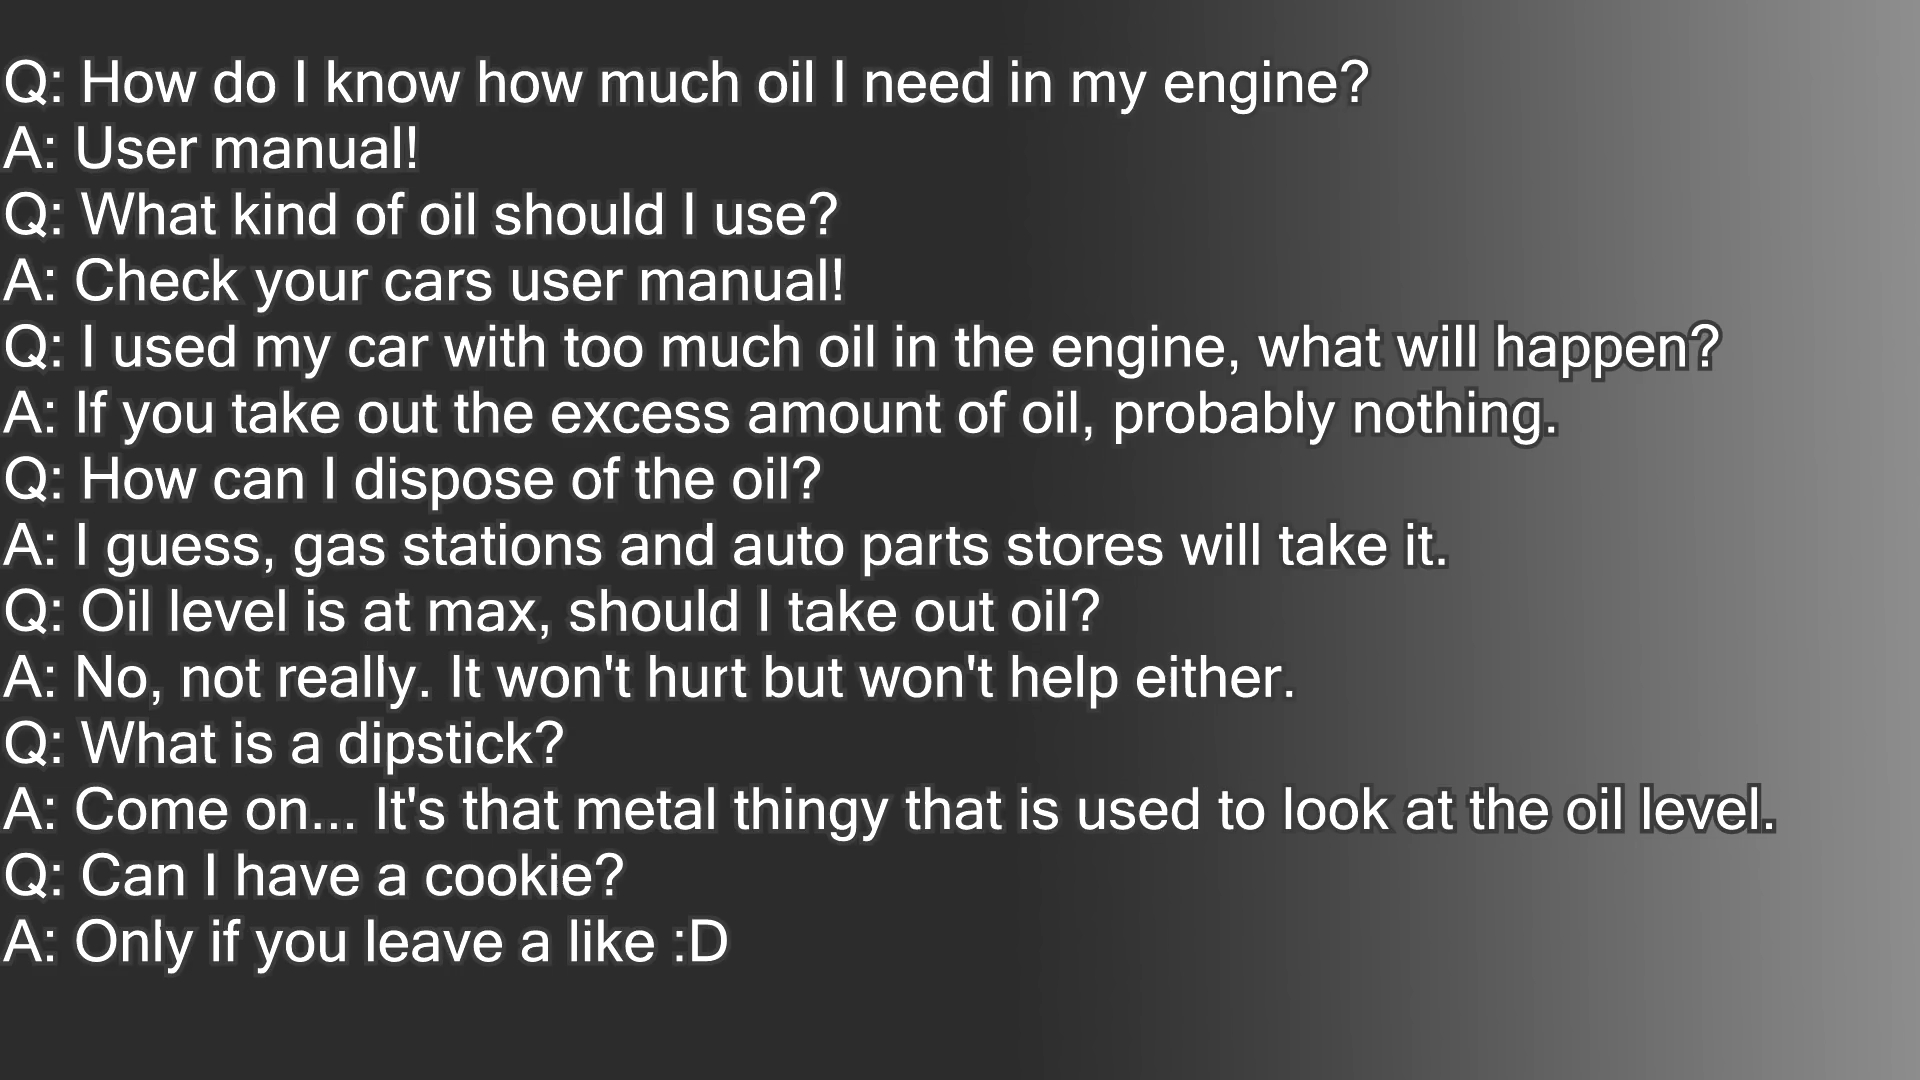 Q: How do I know how much oil I need in my engine?
A: User manual!
Q: What kind of oil should I use?
A: Check your cars user manual!
Q: I used my car with too much oil in the engine, what will happen?
A: If you take out the excess amount of oil, probably nothing.
Q: How can I dispose of the oil?
A: I guess, gas stations and auto parts stores will take it.
Q: Oil level is at max, should I take out oil?
A: No, not really. It won't hurt but won't help either.
Q: What is a dipstick?
A: Come on... It's that metal thingy that is used to look at the oil level.
Q: Can I have a cookie?
A: Only if you leave a like :D